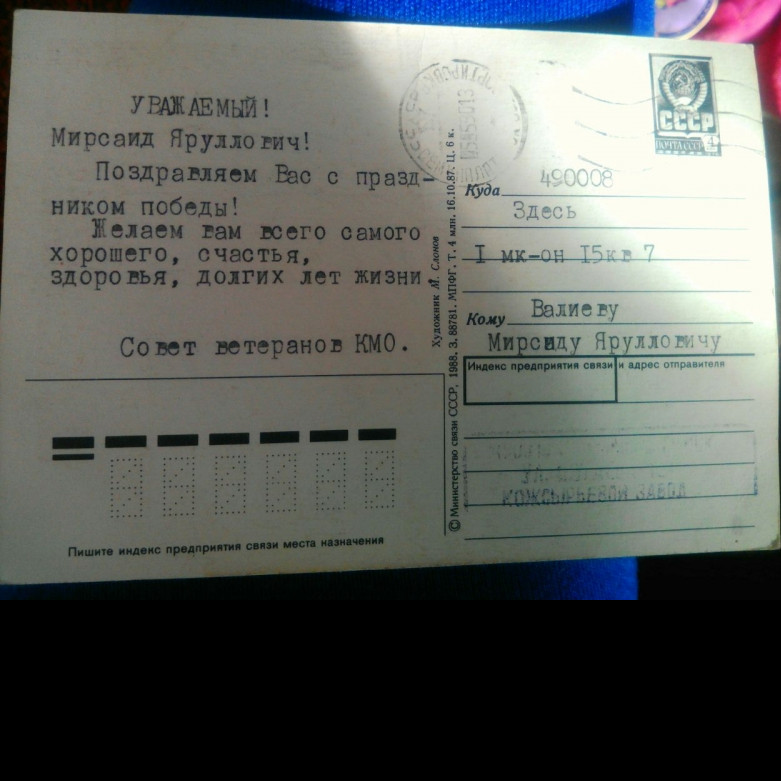 УВАЖАЕМЫЙ!
Мирсаид Яруллович!
Поздравляем Вас с празд-
ником победы!
Желаем вам всего самого
хорошего, счастья,
здоровья, долгих лет жизни
Совет ветеранов КМО.
Пишите индекс предприятия связи места назначения
© Министерство связи СССР, 1988. З. 88781. МПФГ. Т. 4 млн. 16.10.87. Ц. 6 к.
Художник М. Слонов
СССР
ПОЧТА СССР 4
Куда 490008
Здесь
I мк-он I5кв 7
Кому Валиеву
Мирсаиду Ярулловичу
Индекс предприятия связи и адрес отправителя
КОЖСЫРЬЕВОЙ ЗАВОД